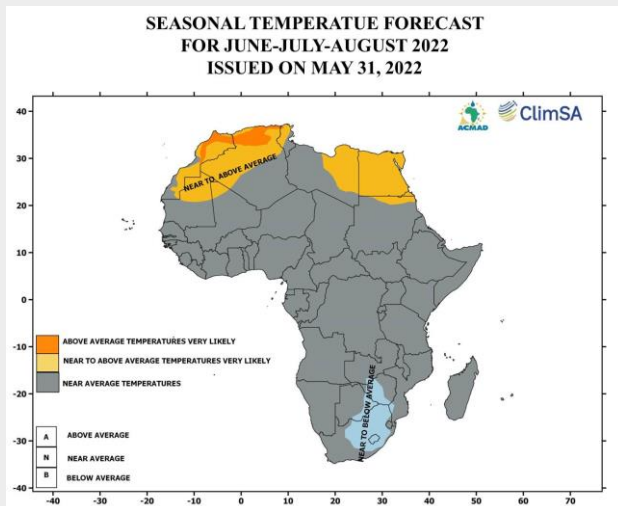 SEASONAL TEMPERATUE FORECAST
FOR JUNE-JULY-AUGUST 2022
ISSUED ON MAY 31, 2022
ACMAD
ClimSA
40
30
20
10
0
-10
-20
-30
-40
NEAR TO ABOVE AVERAGE
NEAR TO BELOW AVERAGE
ABOVE AVERAGE TEMPERATURES VERY LIKELY
NEAR TO ABOVE AVERAGE TEMPERATURES VERY LIKELY
NEAR AVERAGE TEMPERATURES
A ABOVE AVERAGE
N NEAR AVERAGE
B BELOW AVERAGE
-40 -30 -20 -10 0 10 20 30 40 50 60 70